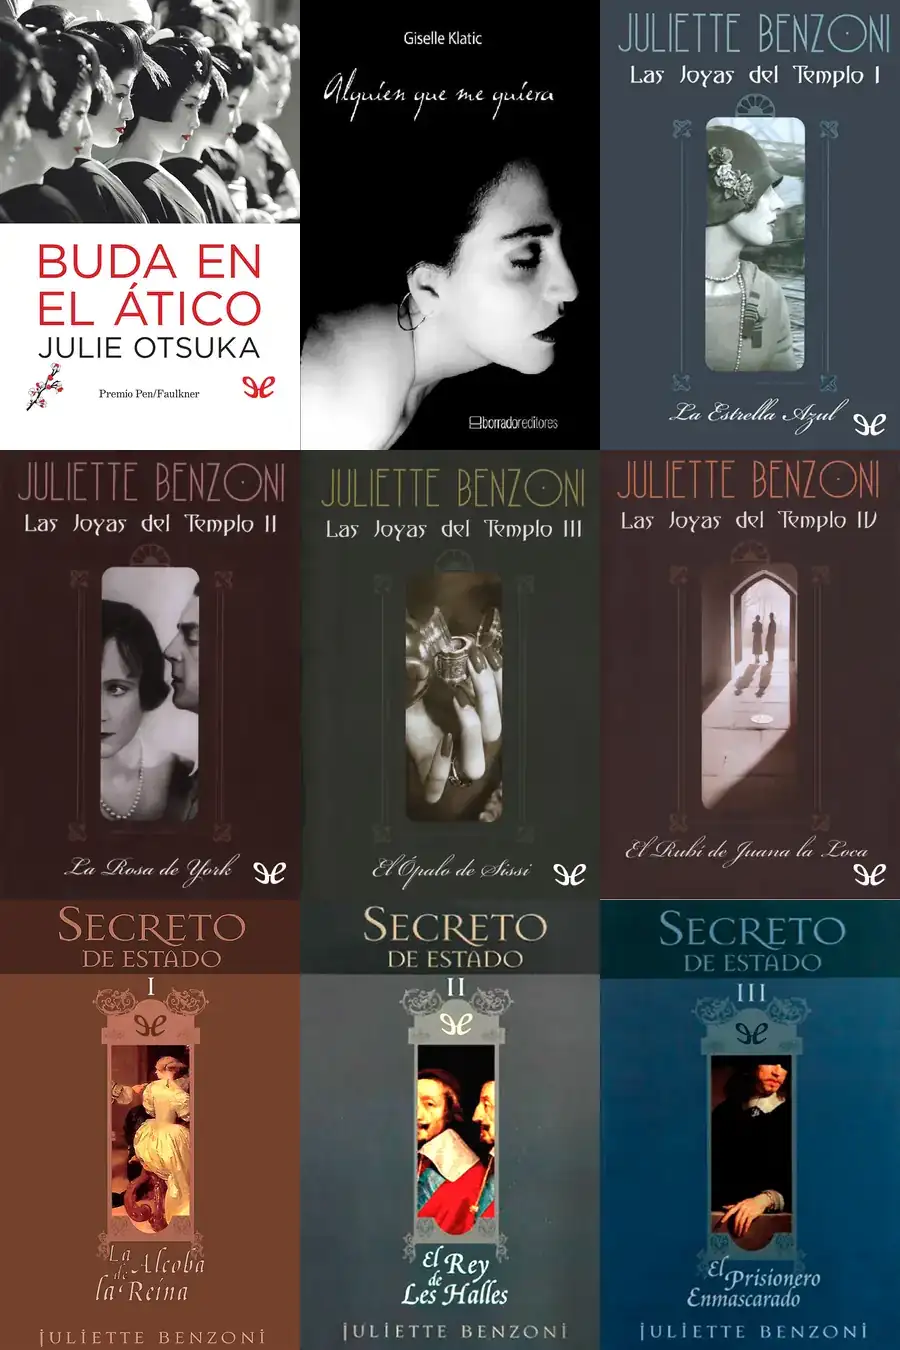 BUDA EN
EL ÁTICO
JULIE OTSUKA
Premio Pen/Faulkner
Giselle Klatic
Alguien que me quiera
borradoreditores
JULIETTE BENZONI
Las Joyas del Templo I
La Estrella Azul
JULIETTE BENZONI
Las Joyas del Templo II
La Rosa de York
JULIETTE BENZONI
Las Joyas del Templo III
El Ópalo de Sissi
JULIETTE BENZONI
Las Joyas del Templo IV
El Rubí de Juana la Loca
SECRETO
DE ESTADO
I
La Alcoba
de
la Reina
JULIETTE BENZONI
SECRETO
DE ESTADO
II
El Rey
de
Les Halles
JULIETTE BENZONI
SECRETO
DE ESTADO
III
El Prisionero
Enmascarado
JULIETTE BENZONI